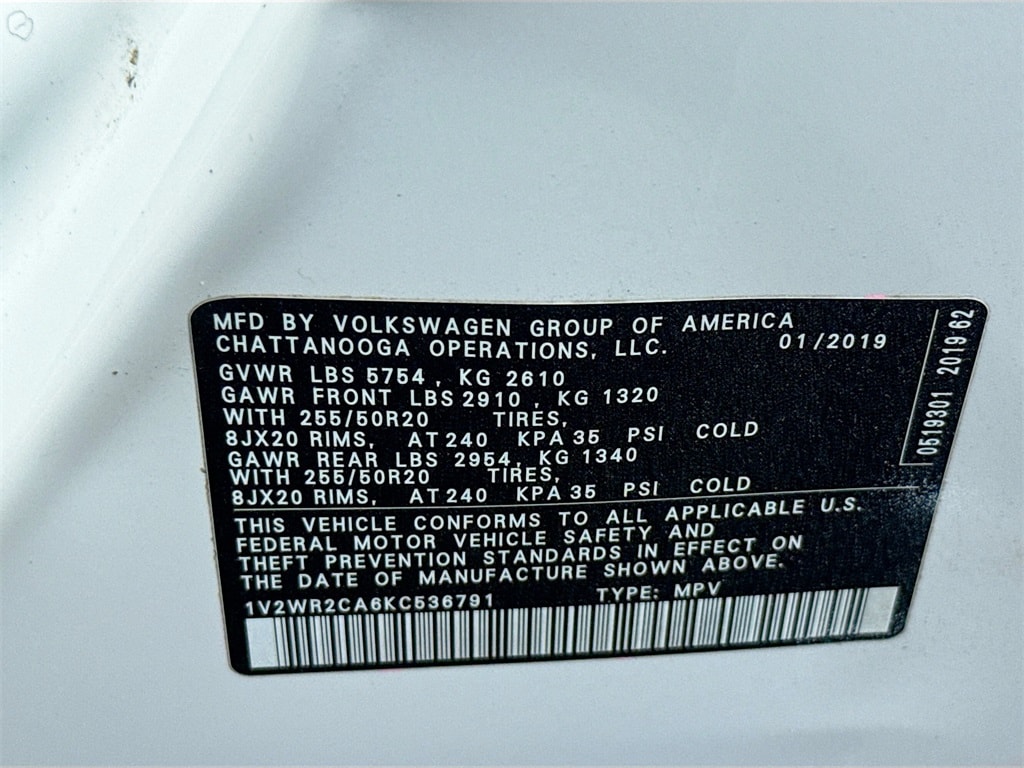 MFD BY VOLKSWAGEN GROUP OF AMERICA
CHATTANOOGA OPERATIONS, LLC. 01/2019
GVWR LBS 5754, KG 2610
GAWR FRONT LBS 2910, KG 1320
WITH 255/50R20 TIRES,
8JX20 RIMS, AT 240 KPA 35 PSI COLD
GAWR REAR LBS 2954, KG 1340
WITH 255/50R20 TIRES,
8JX20 RIMS, AT 240 KPA 35 PSI COLD
THIS VEHICLE CONFORMS TO ALL APPLICABLE U.S.
FEDERAL MOTOR VEHICLE SAFETY AND
THEFT PREVENTION STANDARDS IN EFFECT ON
THE DATE OF MANUFACTURE SHOWN ABOVE.
1V2WR2CA6KC536791 TYPE: MPV
0519301 2019 62